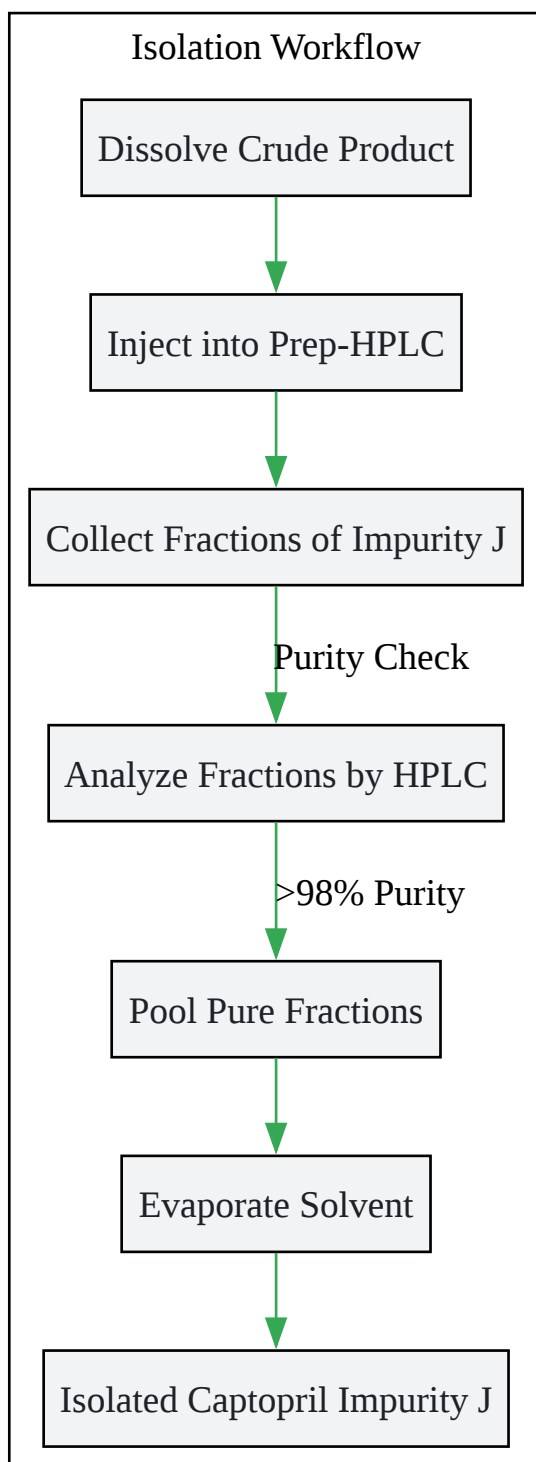 Isolation Workflow
Dissolve Crude Product
Inject into Prep-HPLC
Collect Fractions of Impurity J
Purity Check
Analyze Fractions by HPLC
>98% Purity
Pool Pure Fractions
Evaporate Solvent
Isolated Captopril Impurity J